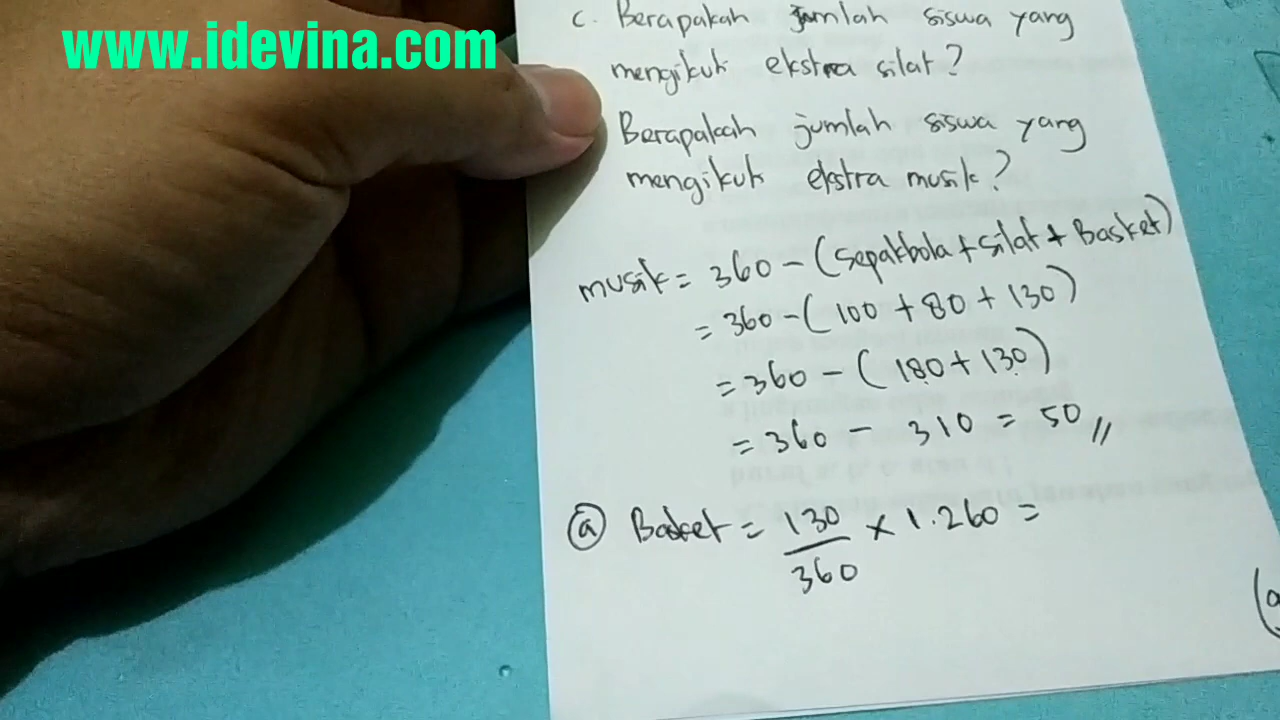 www.idevina.com
c. Berapakah Jumlah siswa yang
mengikuti ekstra silat?
Berapakah jumlah siswa yang
mengikuti ekstra musik?
musik = 360 - (sepakbola + silat + Basket)
= 360 - (100 + 80 + 130)
= 360 - (180 + 130)
= 360 - 310 = 50 //
(a) Basket = 130/360 × 1.260 =